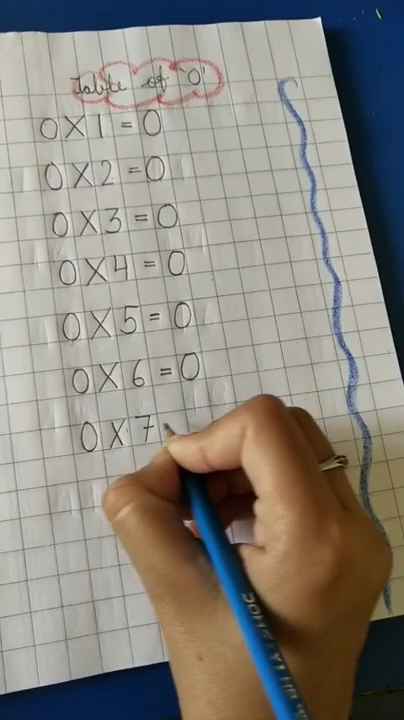 Table of '0'
0 X 1 = 0
0 X 2 = 0
0 X 3 = 0
0 X 4 = 0
0 X 5 = 0
0 X 6 = 0
0 X 7